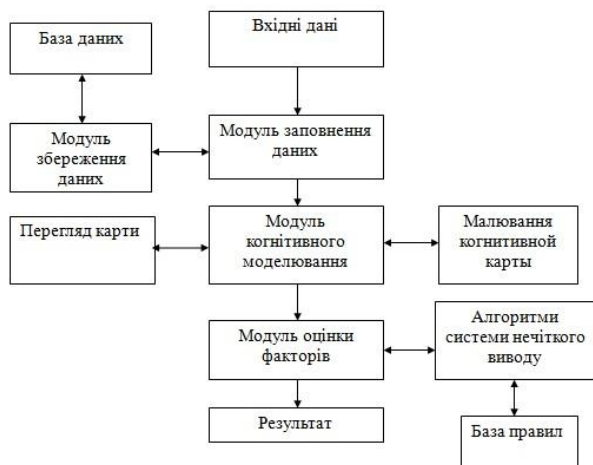 База даних
Вхідні дані
Модуль
збереження
даних
Модуль заповнення
даних
Перегляд карти
Модуль
когнітивного
моделювання
Малювання
когнитивной
карты
Модуль оцінки
факторів
Алгоритми
системи нечіткого
виводу
Результат
База правил